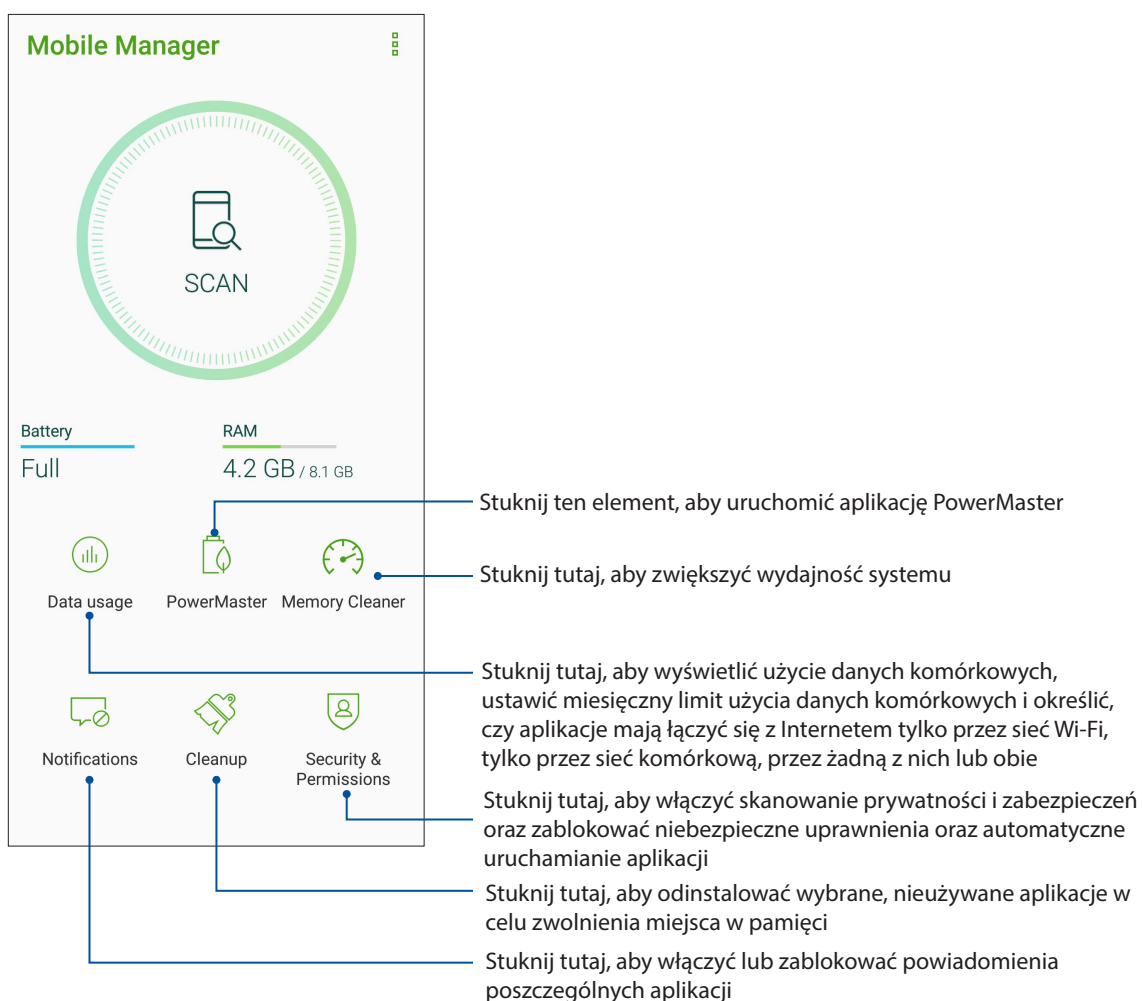 Mobile Manager
SCAN
Battery
RAM
Full
4.2 GB / 8.1 GB
Stuknij ten element, aby uruchomić aplikację PowerMaster
Stuknij tutaj, aby zwiększyć wydajność systemu
Data usage
PowerMaster
Memory Cleaner
Stuknij tutaj, aby wyświetlić użycie danych komórkowych,
ustawić miesięczny limit użycia danych komórkowych i określić,
czy aplikacje mają łączyć się z Internetem tylko przez sieć Wi-Fi,
tylko przez sieć komórkową, przez żadną z nich lub obie
Notifications
Cleanup
Security &
Permissions
Stuknij tutaj, aby włączyć skanowanie prywatności i zabezpieczeń
oraz zablokować niebezpieczne uprawnienia oraz automatyczne
uruchamianie aplikacji
Stuknij tutaj, aby odinstalować wybrane, nieużywane aplikacje w
celu zwolnienia miejsca w pamięci
Stuknij tutaj, aby włączyć lub zablokować powiadomienia
poszczególnych aplikacji